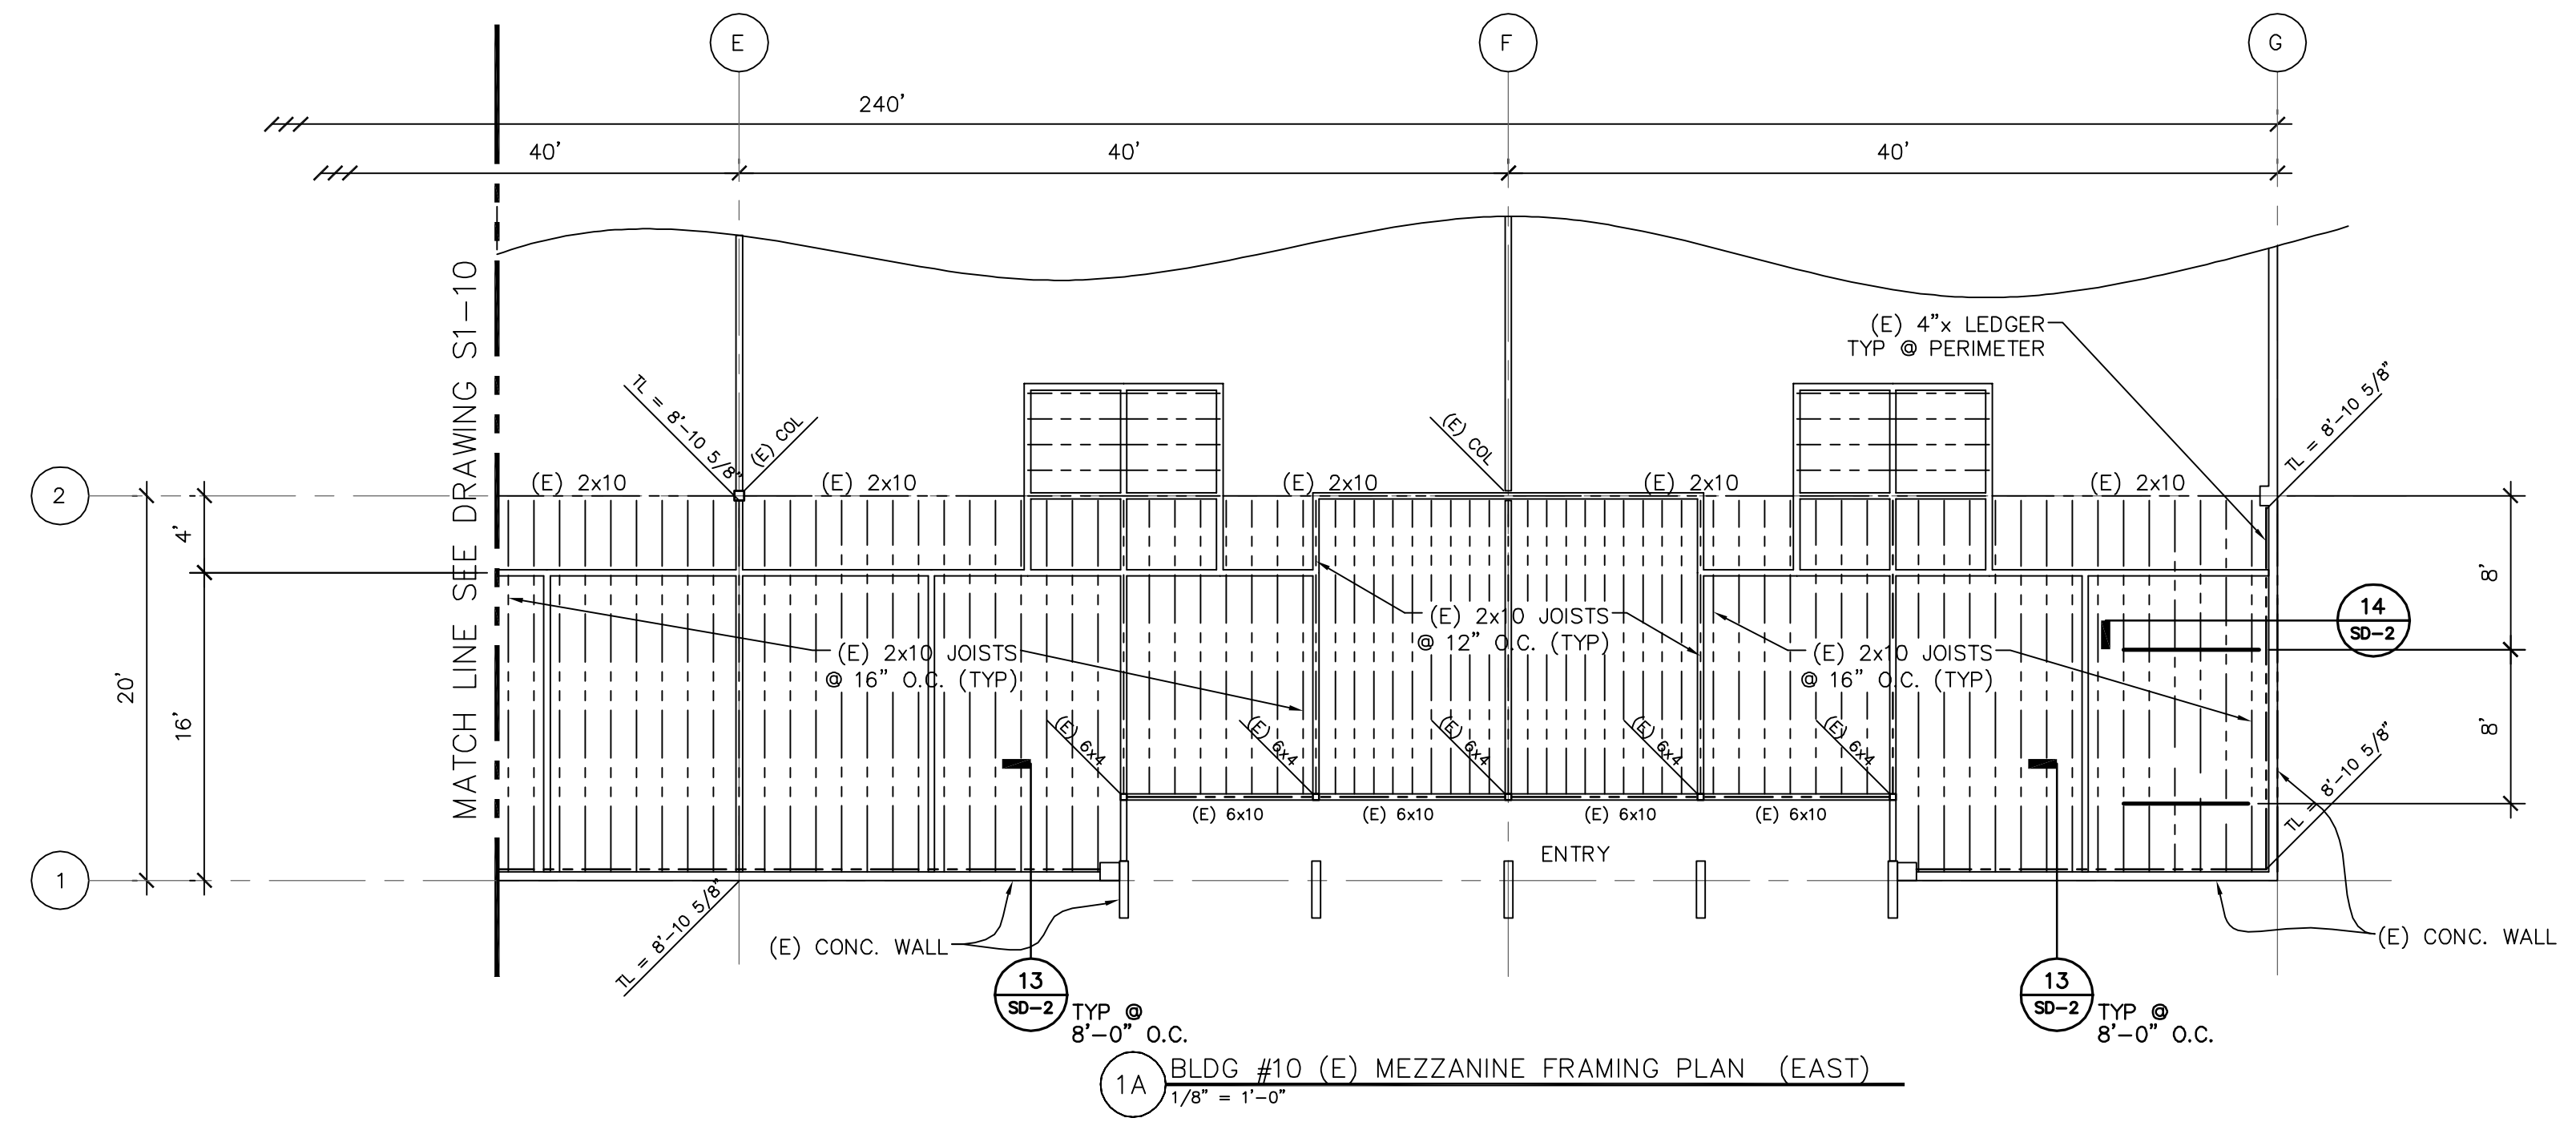 E
F
G
240'
40'
40'
40'
MATCH LINE SEE DRAWING S1-10
(E) 4"x LEDGER
TYP @ PERIMETER
TL = 8'-10 5/8"
(E) COL
(E) COL
TL = 8'-10 5/8"
2
(E) 2x10
(E) 2x10
(E) 2x10
(E) 2x10
(E) 2x10
4'
16'
20'
8'
8'
(E) 2x10 JOISTS
@ 16" O.C. (TYP)
(E) 2x10 JOISTS
@ 12" O.C. (TYP)
(E) 2x10 JOISTS
@ 16" O.C. (TYP)
14
SD-2
(E) 6x4
(E) 6x4
(E) 6x4
(E) 6x4
(E) 6x4
(E) 6x10
(E) 6x10
(E) 6x10
(E) 6x10
ENTRY
TL = 8'-10 5/8"
1
TL = 8'-10 5/8"
(E) CONC. WALL
(E) CONC. WALL
13
SD-2
TYP @
8'-0" O.C.
13
SD-2
TYP @
8'-0" O.C.
1A
BLDG #10 (E) MEZZANINE FRAMING PLAN (EAST)
1/8" = 1'-0"